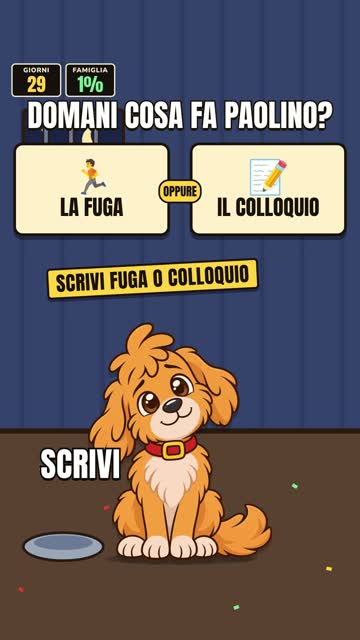 GIORNI
29
FAMIGLIA
1%
DOMANI COSA FA PAOLINO?
LA FUGA
OPPURE
IL COLLOQUIO
SCRIVI FUGA O COLLOQUIO
SCRIVI